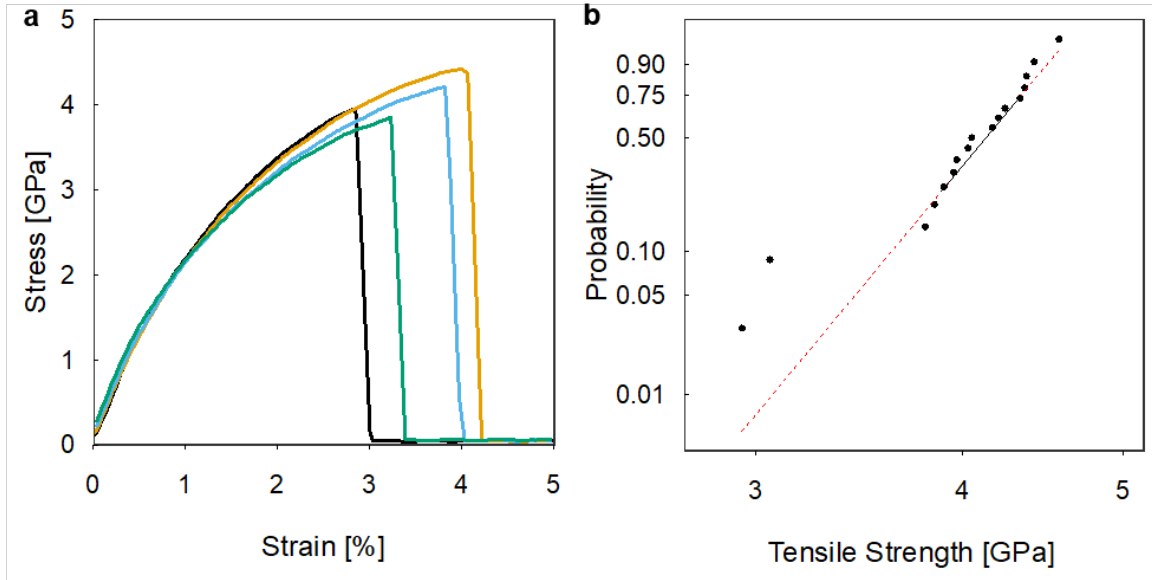 a
5
4
3
2
1
0
Stress [GPa]
0 1 2 3 4 5
Strain [%]
b
0.90
0.75
0.50
0.10
0.05
0.01
Probability
3 4 5
Tensile Strength [GPa]